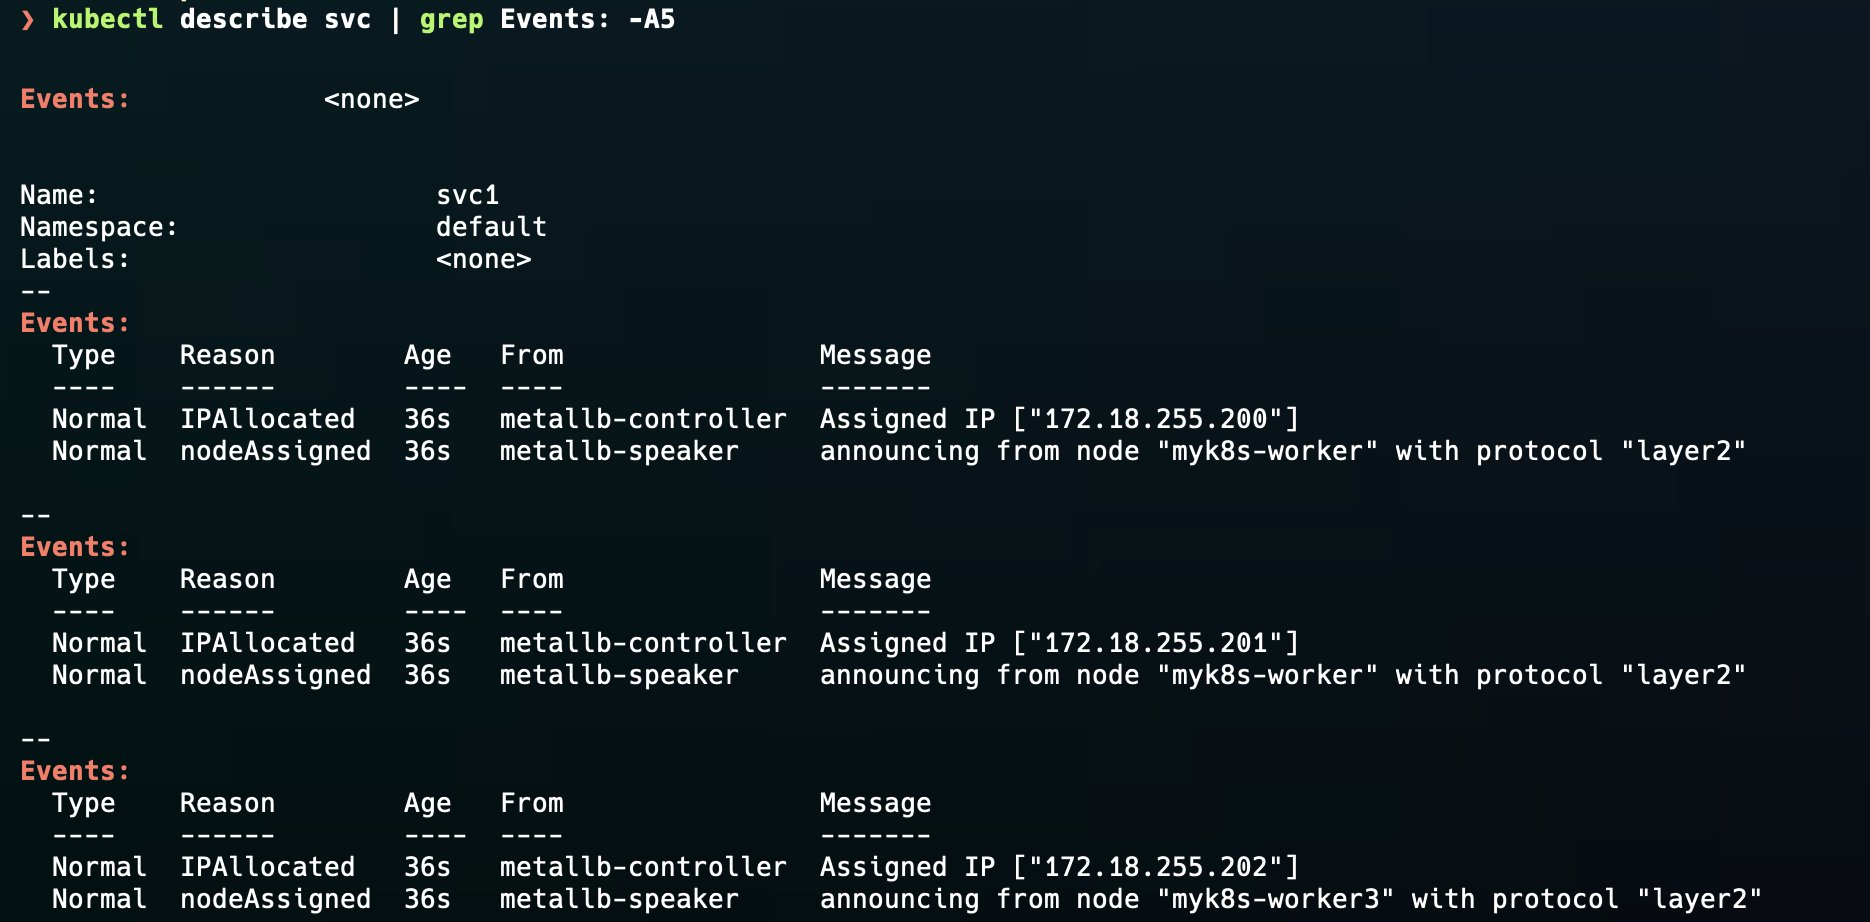 ❯ kubectl describe svc | grep Events: -A5
Events:            <none>
Name:                     svc1
Namespace:                default
Labels:                   <none>
--
Events:
  Type    Reason        Age   From                Message
  ----    ------        ----  ----                -------
  Normal  IPAllocated   36s   metallb-controller  Assigned IP ["172.18.255.200"]
  Normal  nodeAssigned  36s   metallb-speaker     announcing from node "myk8s-worker" with protocol "layer2"
--
Events:
  Type    Reason        Age   From                Message
  ----    ------        ----  ----                -------
  Normal  IPAllocated   36s   metallb-controller  Assigned IP ["172.18.255.201"]
  Normal  nodeAssigned  36s   metallb-speaker     announcing from node "myk8s-worker" with protocol "layer2"
--
Events:
  Type    Reason        Age   From                Message
  ----    ------        ----  ----                -------
  Normal  IPAllocated   36s   metallb-controller  Assigned IP ["172.18.255.202"]
  Normal  nodeAssigned  36s   metallb-speaker     announcing from node "myk8s-worker3" with protocol "layer2"